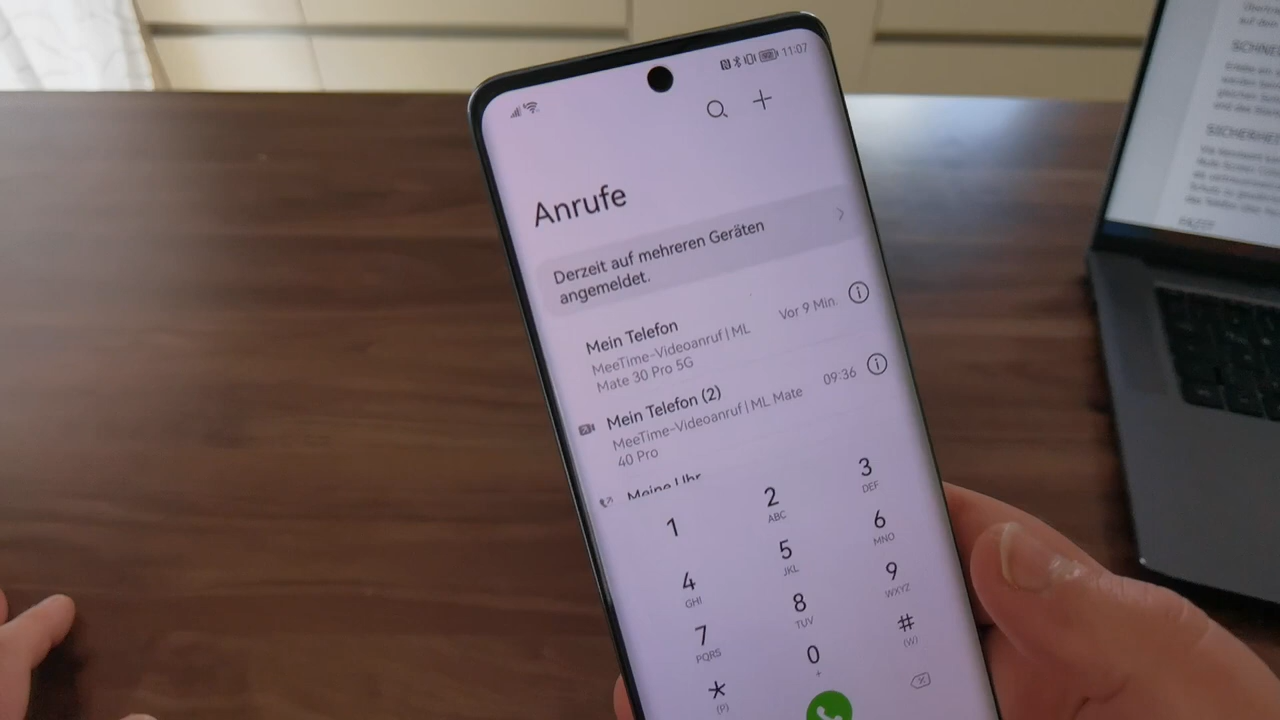 11:07
Anrufe
Derzeit auf mehreren Geräten
angemeldet.
Mein Telefon
Vor 9 Min.
MeeTime-Videoanruf | ML
Mate 30 Pro 5G
Mein Telefon (2)
09:36
MeeTime-Videoanruf | ML Mate
40 Pro
Meine Uhr
1
2 ABC
3 DEF
4 GHI
5 JKL
6 MNO
7 PQRS
8 TUV
9 WXYZ
* (P)
0 +
# (W)